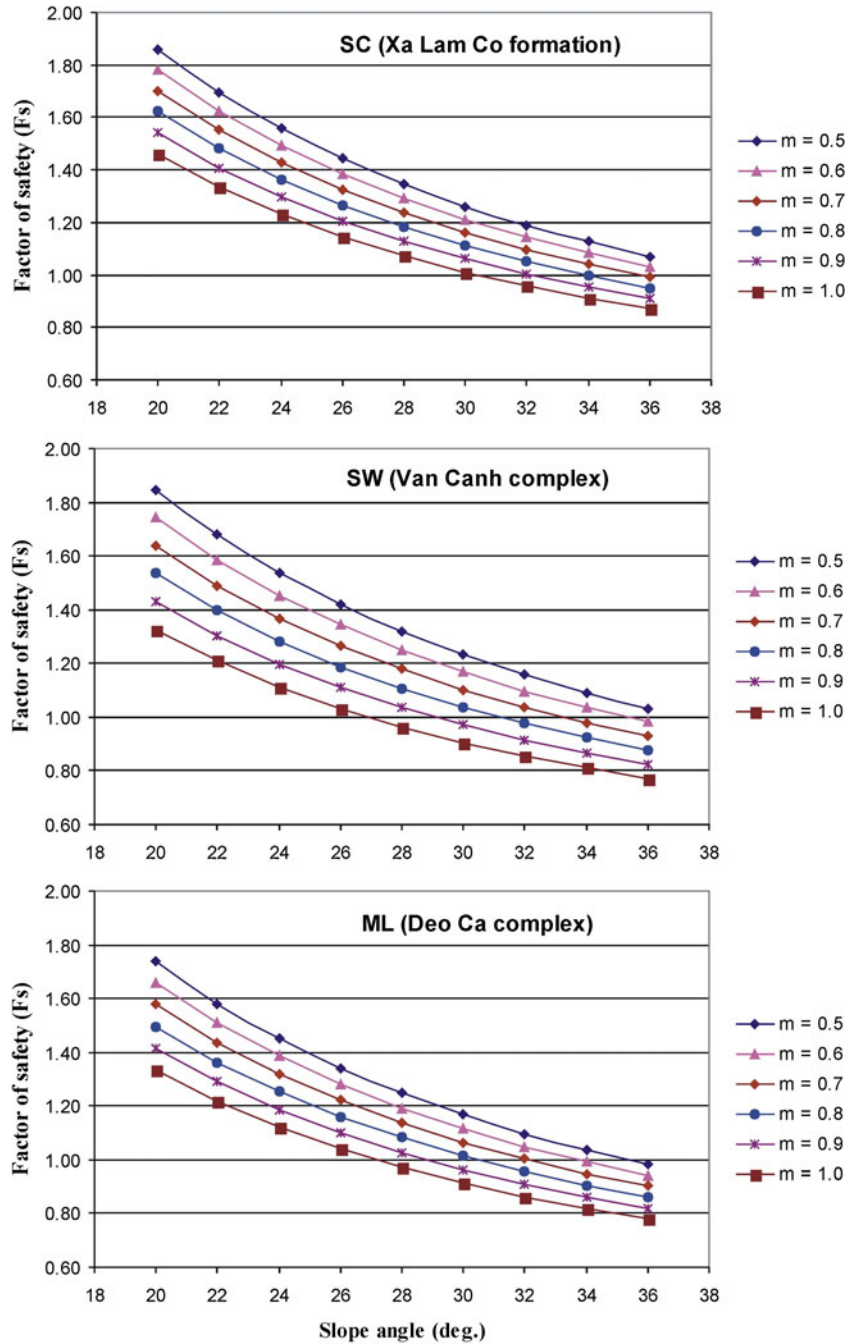 SC (Xa Lam Co formation)
Factor of safety (Fs)
2.00
1.80
1.60
1.40
1.20
1.00
0.80
0.60
18 20 22 24 26 28 30 32 34 36 38
m = 0.5
m = 0.6
m = 0.7
m = 0.8
m = 0.9
m = 1.0
SW (Van Canh complex)
Factor of safety (Fs)
2.00
1.80
1.60
1.40
1.20
1.00
0.80
0.60
18 20 22 24 26 28 30 32 34 36 38
m = 0.5
m = 0.6
m = 0.7
m = 0.8
m = 0.9
m = 1.0
ML (Deo Ca complex)
Factor of safety (Fs)
2.00
1.80
1.60
1.40
1.20
1.00
0.80
0.60
18 20 22 24 26 28 30 32 34 36 38
Slope angle (deg.)
m = 0.5
m = 0.6
m = 0.7
m = 0.8
m = 0.9
m = 1.0